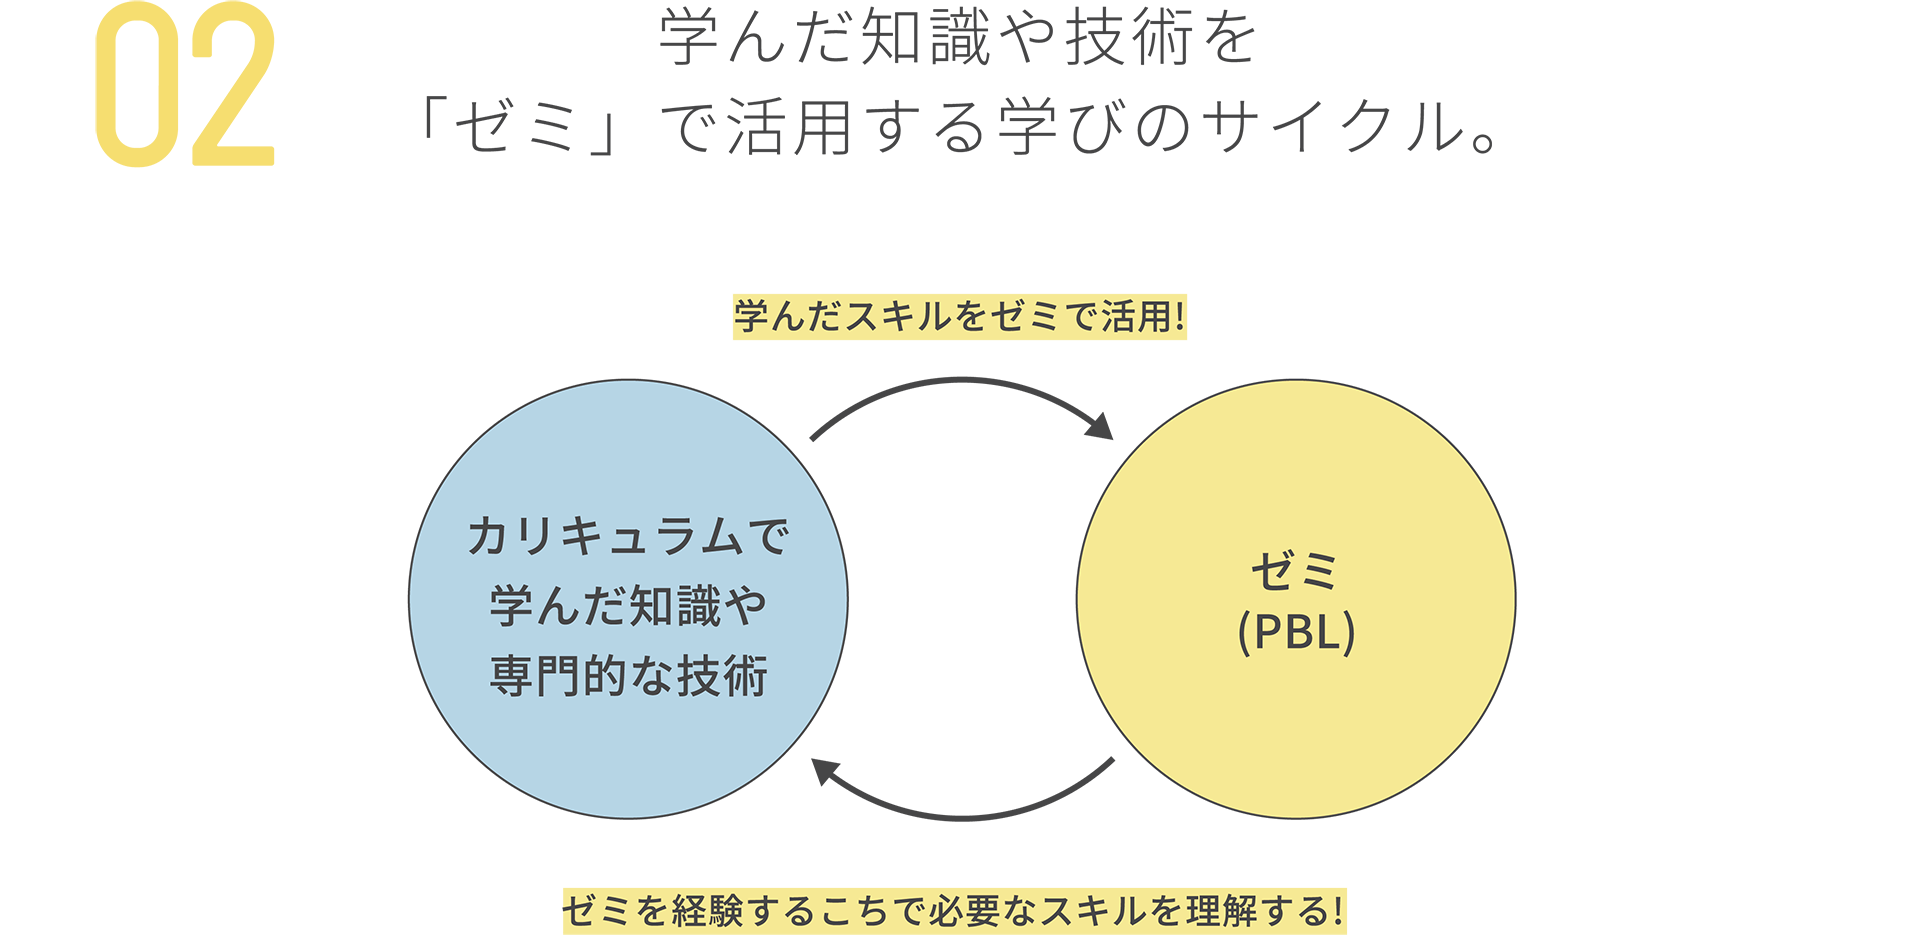 02
学んだ知識や技術を
「ゼミ」で活用する学びのサイクル。
学んだスキルをゼミで活用!
カリキュラムで
学んだ知識や
専門的な技術
ゼミ
(PBL)
ゼミを経験するこちで必要なスキルを理解する!